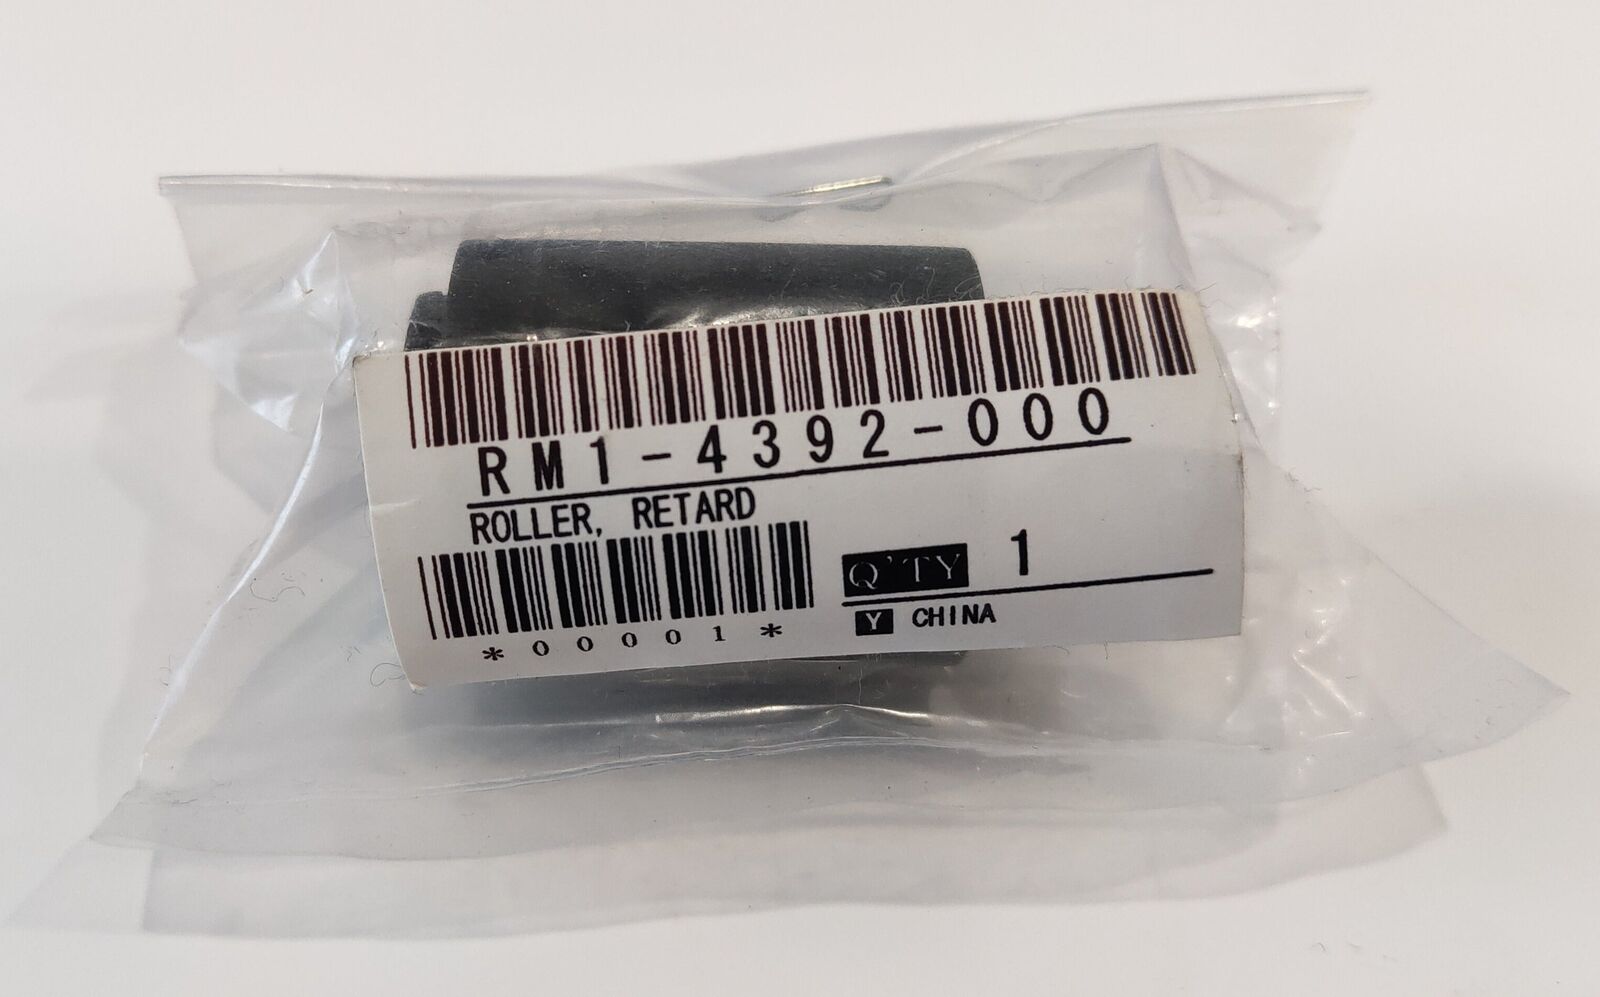 RM1-4392-000
ROLLER, RETARD
Q'TY 1
*00001*
Y CHINA